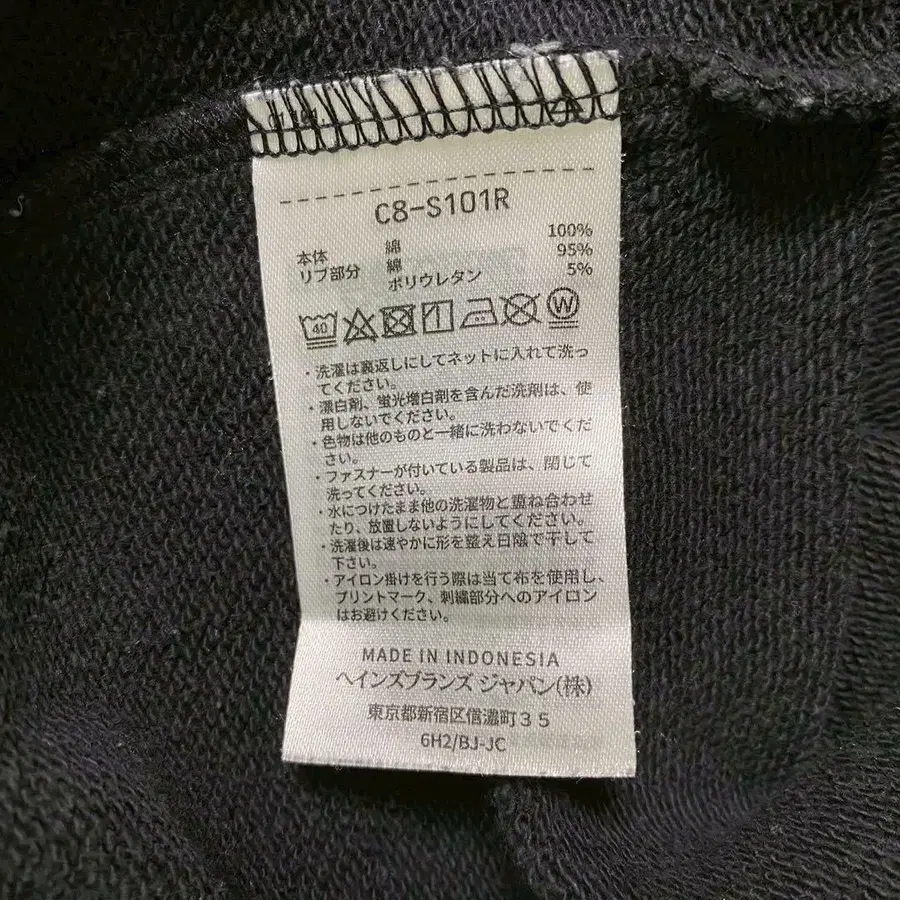 C8-S101R
本体 綿 100%
リブ部分 綿 95%
ポリウレタン 5%
40 W
・洗濯は裏返しにしてネットに入れて洗っ
てください。
・漂白剤、蛍光増白剤を含んだ洗剤は、使
用しないでください。
・色物は他のものと一緒に洗わないでくだ
さい。
・ファスナーが付いている製品は、閉じて
洗ってください。
・水につけたまま他の洗濯物と重ね合わせ
たり、放置しないようにしてください。
・洗濯後は速やかに形を整え日陰で干して
下さい。
・アイロン掛けを行う際は当て布を使用し、
プリントマーク、刺繍部分へのアイロン
はお避けください。
MADE IN INDONESIA
ヘインズブランズ ジャパン(株)
東京都新宿区信濃町35
6H2/BJ-JC